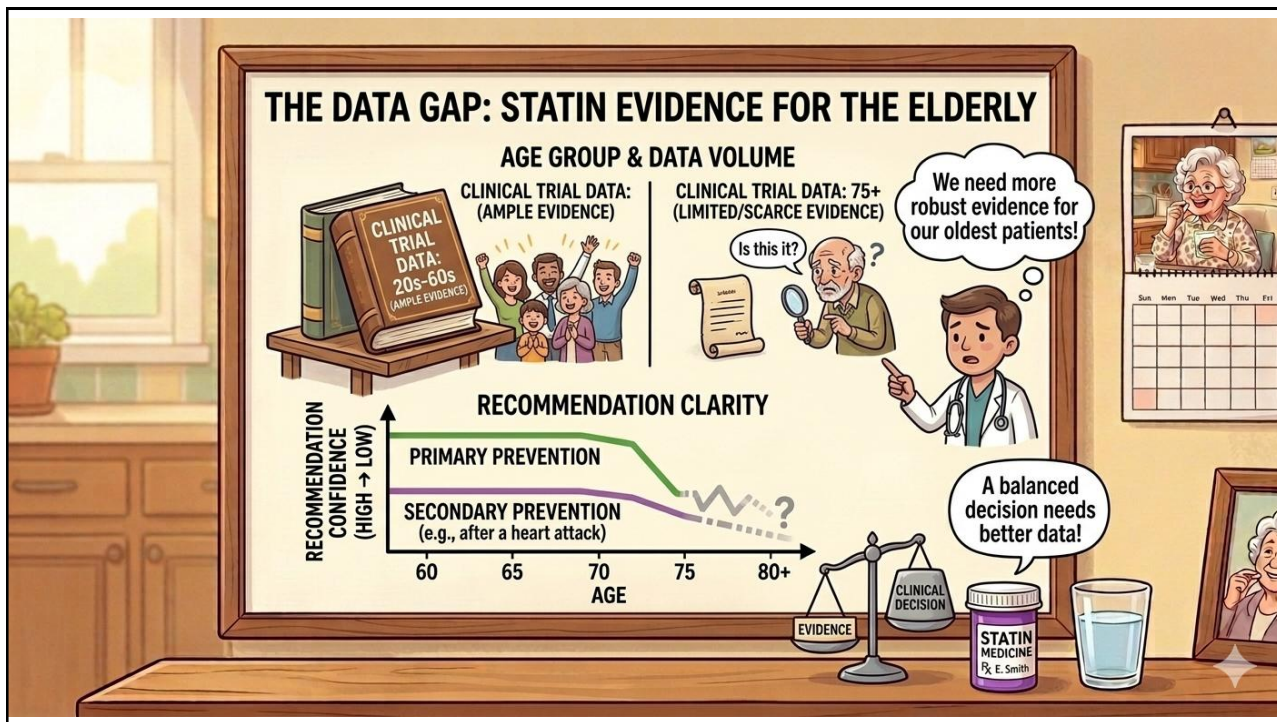 THE DATA GAP: STATIN EVIDENCE FOR THE ELDERLY
AGE GROUP & DATA VOLUME
CLINICAL TRIAL DATA:
(AMPLE EVIDENCE)
CLINICAL TRIAL DATA: 75+
(LIMITED/SCARCE EVIDENCE)
CLINICAL
TRIAL
DATA:
20s-60s
(AMPLE EVIDENCE)
Is this it?
?
We need more
robust evidence for
our oldest patients!
Sun Men Tue Wed Thu Fri
RECOMMENDATION CLARITY
RECOMMENDATION
CONFIDENCE
(HIGH → LOW)
PRIMARY PREVENTION
SECONDARY PREVENTION
(e.g., after a heart attack)
?
60 65 70 75 80+
AGE
EVIDENCE
CLINICAL
DECISION
A balanced
decision needs
better data!
STATIN
MEDICINE
Rx E. Smith